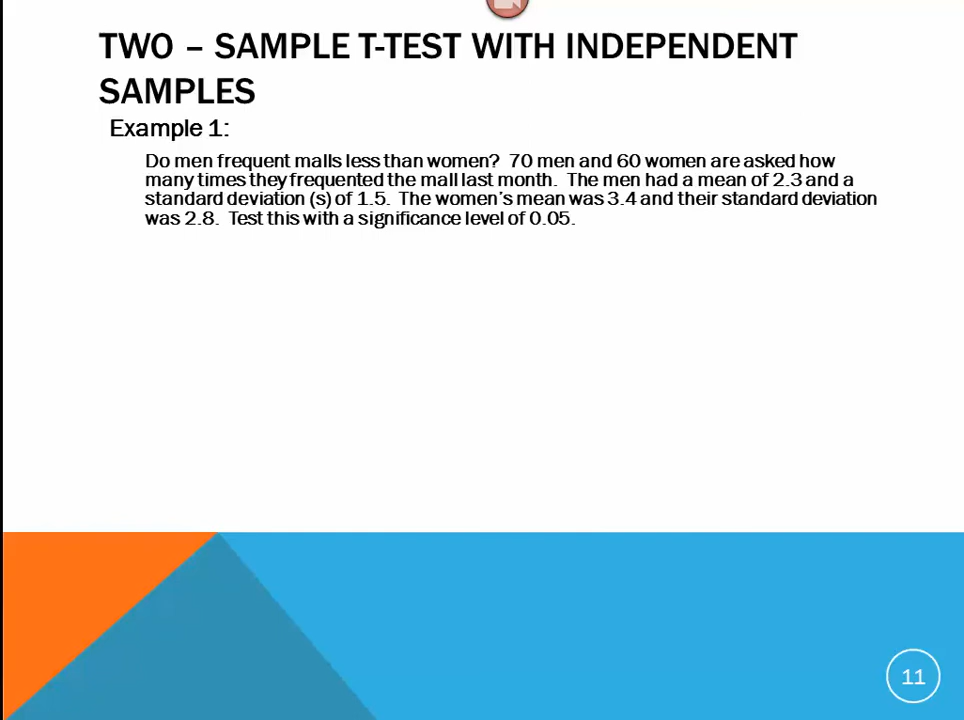 TWO – SAMPLE T-TEST WITH INDEPENDENT
SAMPLES
Example 1:
Do men frequent malls less than women?  70 men and 60 women are asked how
many times they frequented the mall last month.  The men had a mean of 2.3 and a
standard deviation (s) of 1.5.  The women's mean was 3.4 and their standard deviation
was 2.8.  Test this with a significance level of 0.05.
11